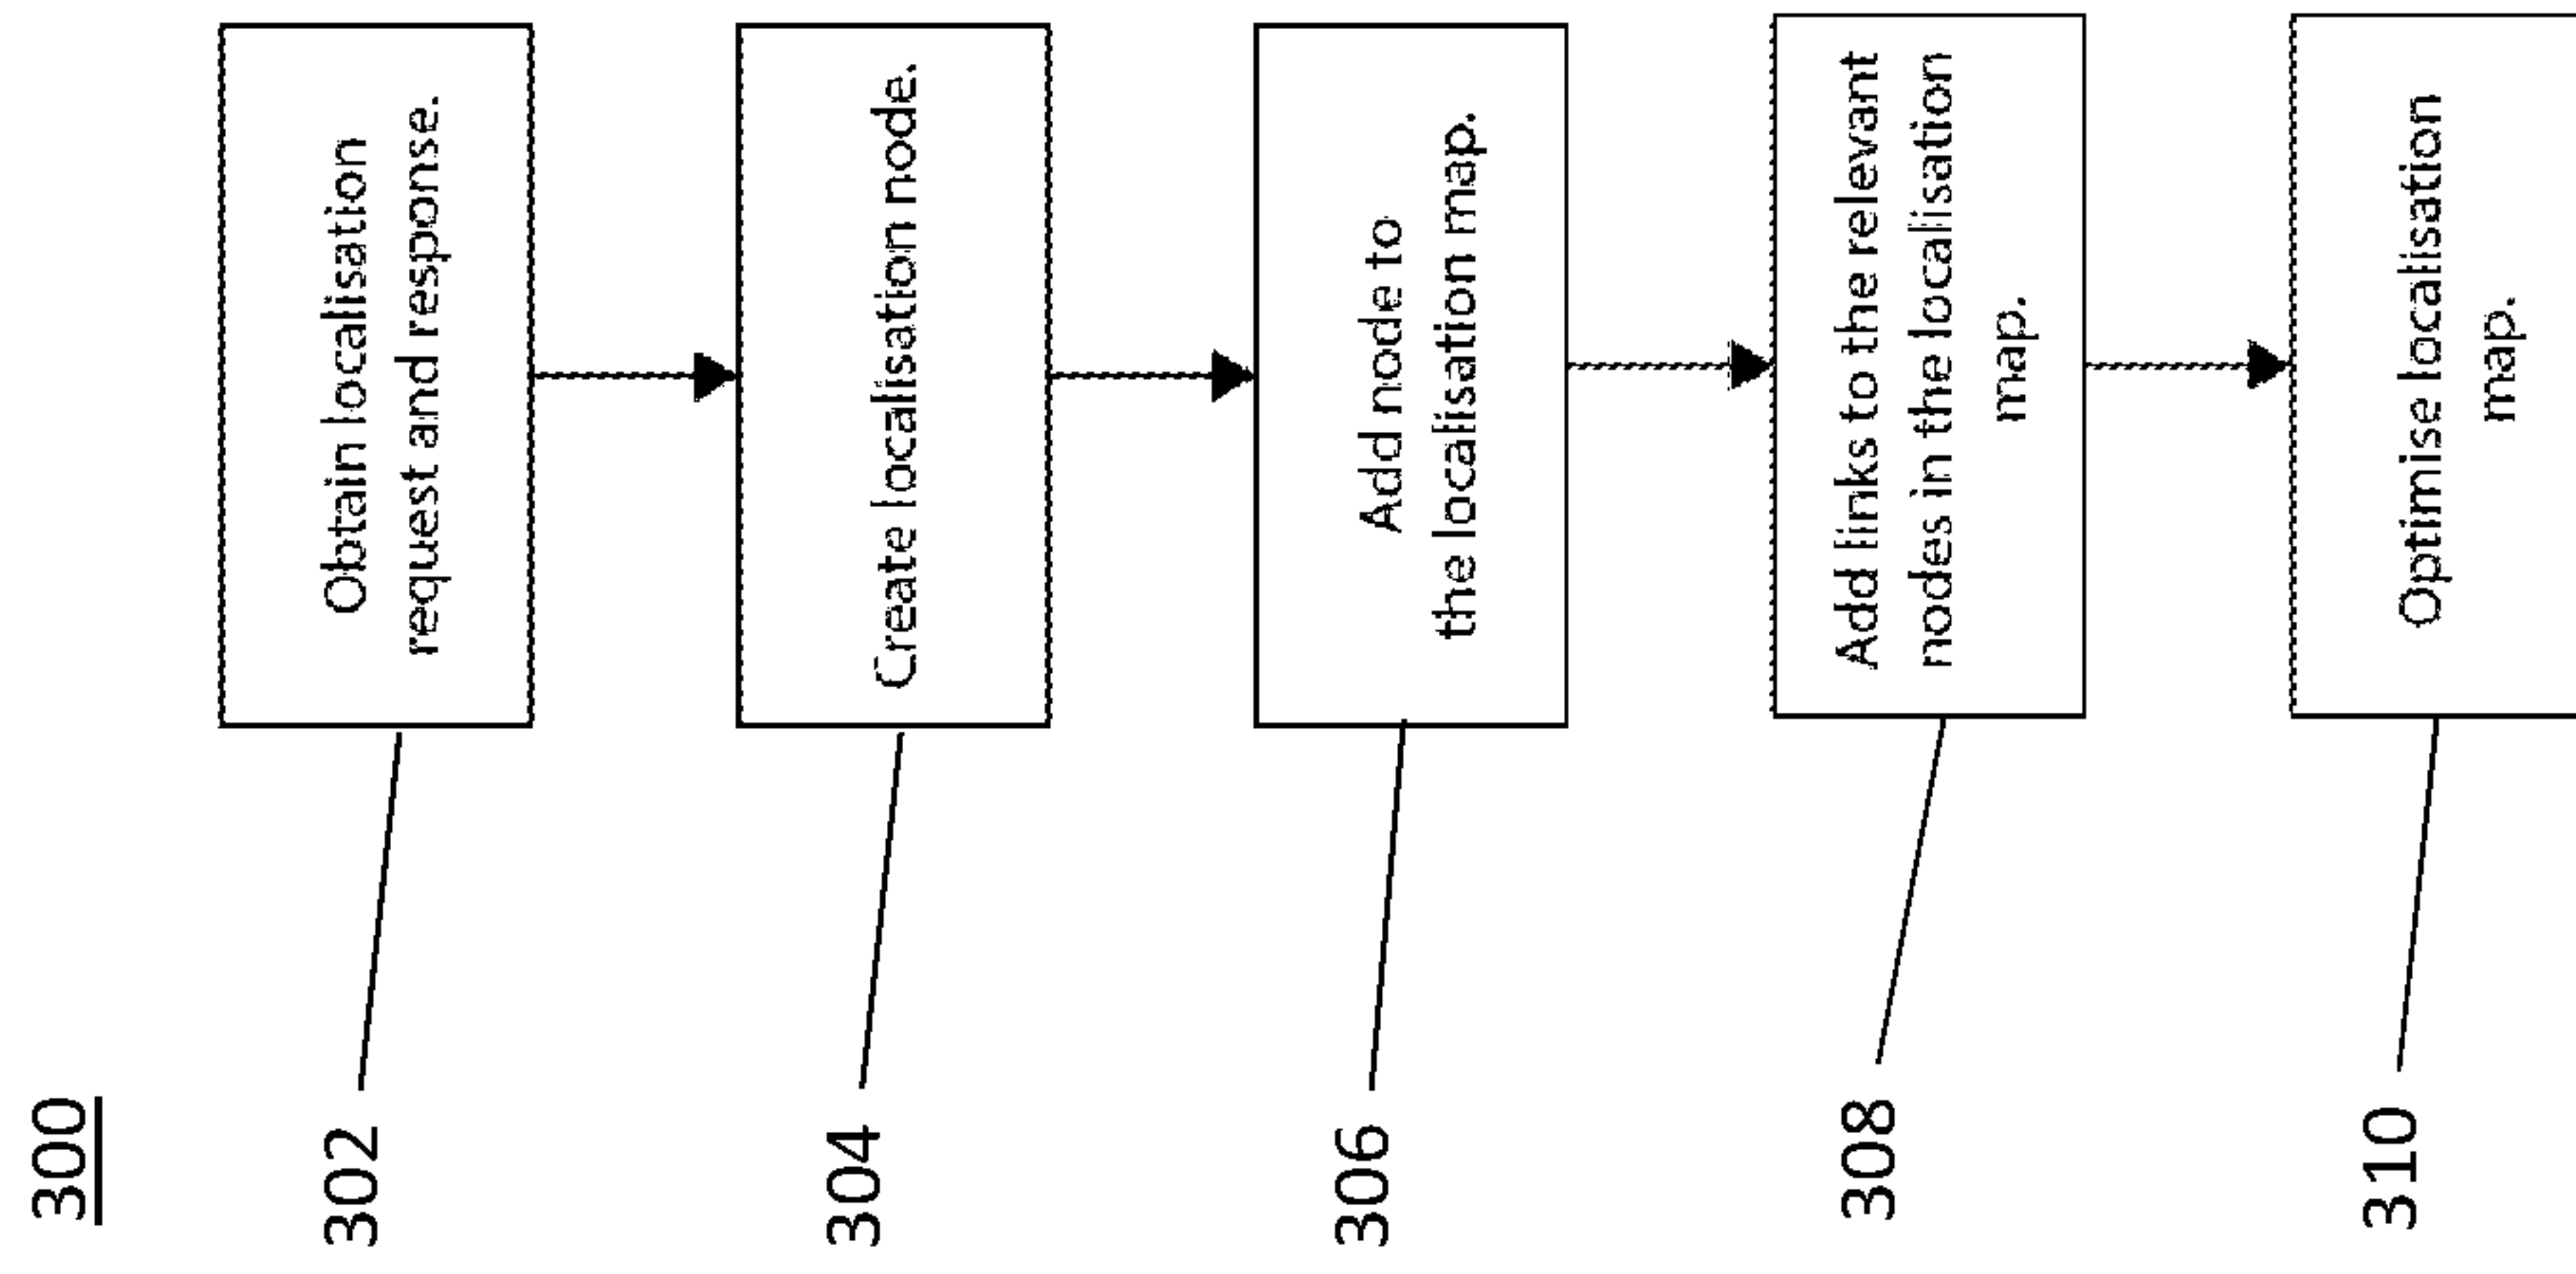 300
302
Obtain localisation
request and response.
304
Create localisation node.
306
Add node to
the localisation map.
308
Add links to the relevant
nodes in the localisation
map.
310
Optimise localisation
map.